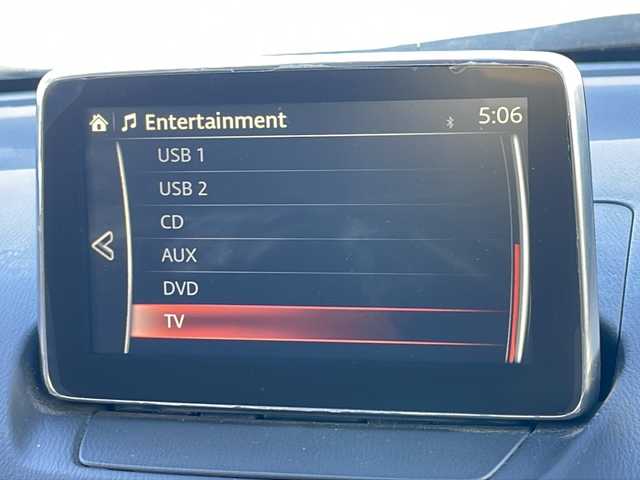 Entertainment 5:06
USB 1
USB 2
CD
AUX
DVD
TV